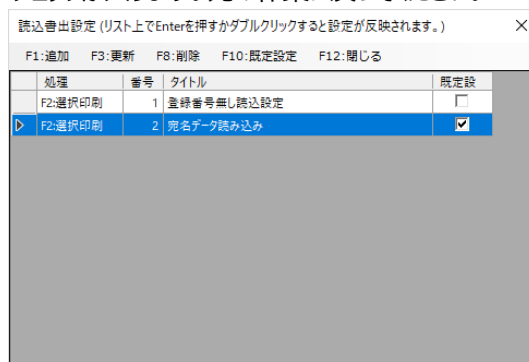 読込書出設定 (リスト上でEnterを押すかダブルクリックすると設定が反映されます。)
F1:追加 F3:更新 F8:削除 F10:既定設定 F12:閉じる
処理 番号 タイトル 既定設
F2:選択印刷 1 登録番号無し読込設定
F2:選択印刷 2 宛名データ読み込み